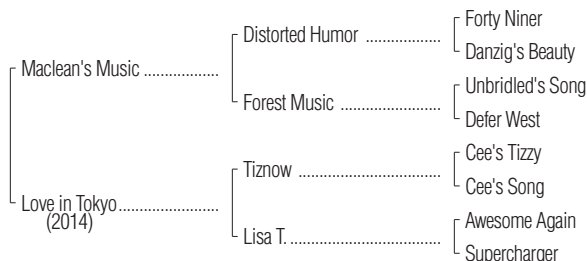 Forty Niner
Distorted Humor ..................
Danzig's Beauty
Maclean's Music ..................
Unbridled's Song
Forest Music ........................
Defer West
Cee's Tizzy
Tiznow ..................................
Cee's Song
Love in Tokyo........................
(2014)
Awesome Again
Lisa T. ....................................
Supercharger